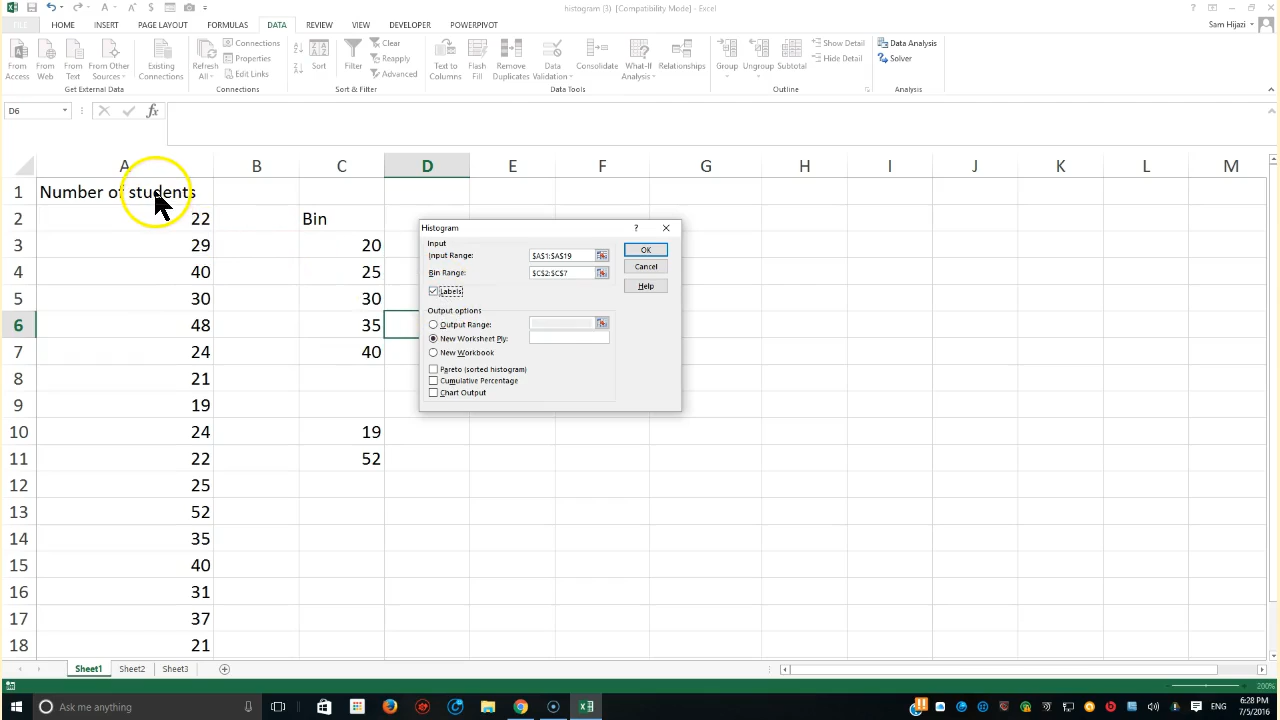 histogram (3) [Compatibility Mode] - Excel
FILE HOME INSERT PAGE LAYOUT FORMULAS DATA REVIEW VIEW DEVELOPER POWERPIVOT Sam Hijazi
From Access From Web From Text From Other Sources Existing Connections Refresh All Connections Properties Edit Links Sort Filter Clear Reapply Advanced Text to Columns Flash Fill Remove Duplicates Data Validation Consolidate What-If Analysis Relationships Group Ungroup Subtotal Show Detail Hide Detail Data Analysis Solver
Get External Data Connections Sort & Filter Data Tools Outline Analysis
D6 fx
A B C D E F G H I J K L M
1 Number of students
2 22 Bin
3 29 20
4 40 25
5 30 30
6 48 35
7 24 40
8 21
9 19
10 24 19
11 22 52
12 25
13 52
14 35
15 40
16 31
17 37
18 21
Histogram ? ×
Input
Input Range: $A$1:$A$19 OK
Bin Range: $C$2:$C$7 Cancel
Labels Help
Output options
Output Range:
New Worksheet Ply:
New Workbook
Pareto (sorted histogram)
Cumulative Percentage
Chart Output
Sheet1 Sheet2 Sheet3
200%
Ask me anything ENG 6:28 PM
7/5/2016